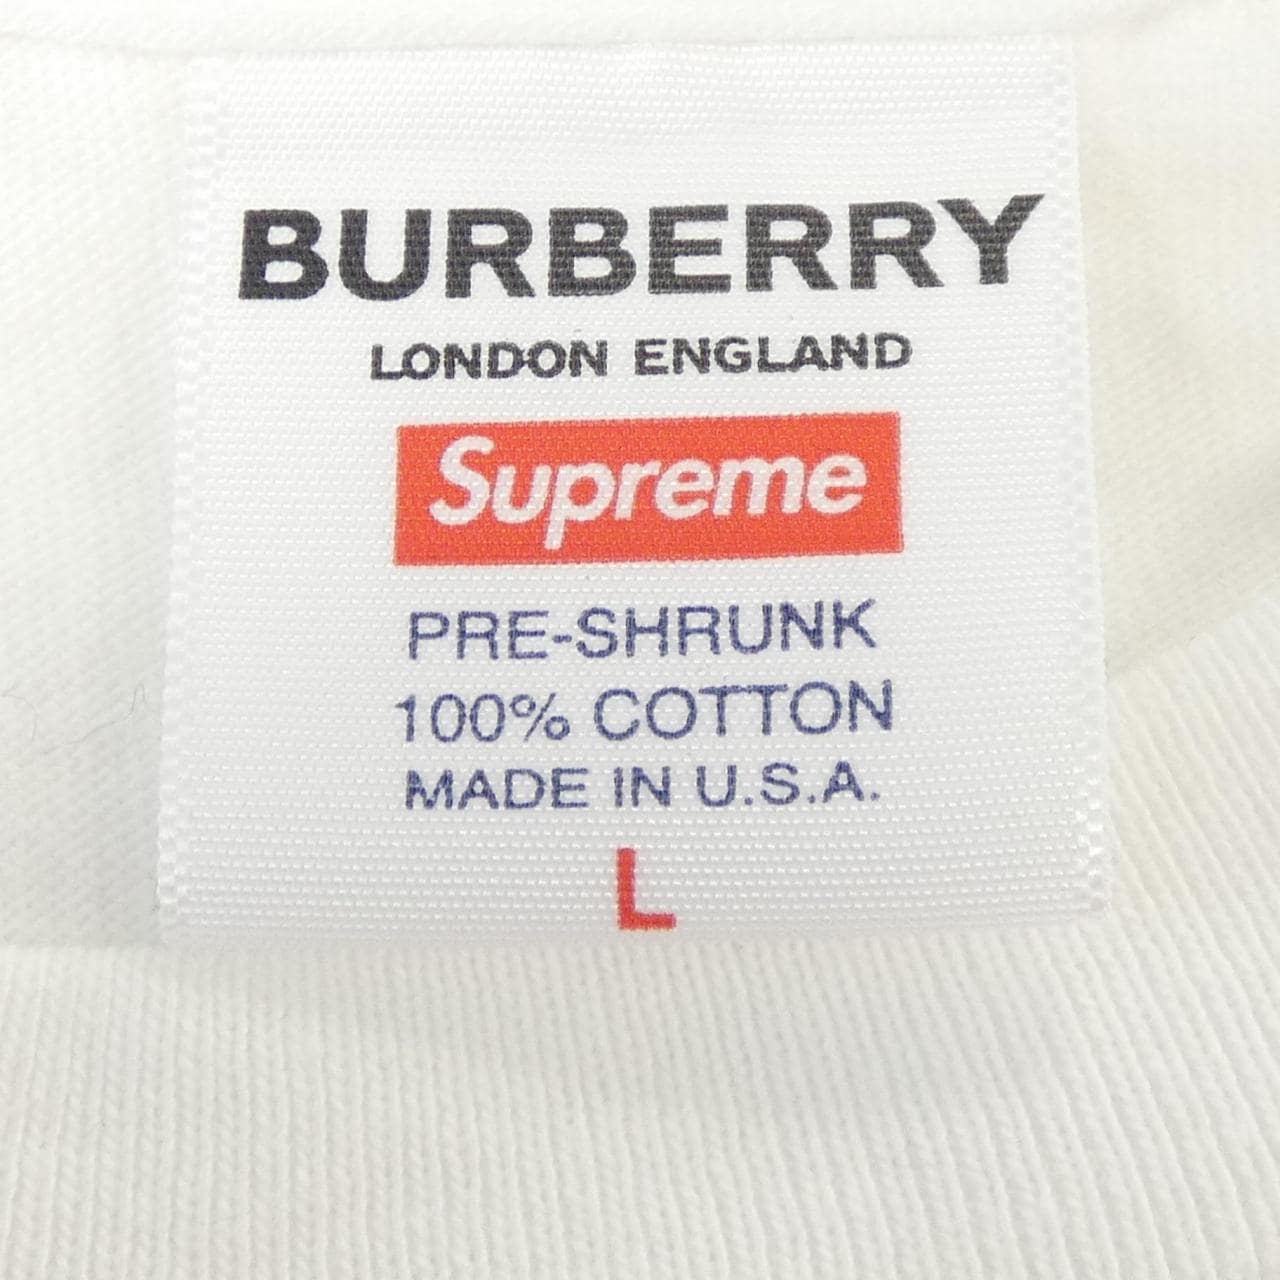 BURBERRY
LONDON ENGLAND
Supreme
PRE-SHRUNK
100% COTTON
MADE IN U.S.A.
L